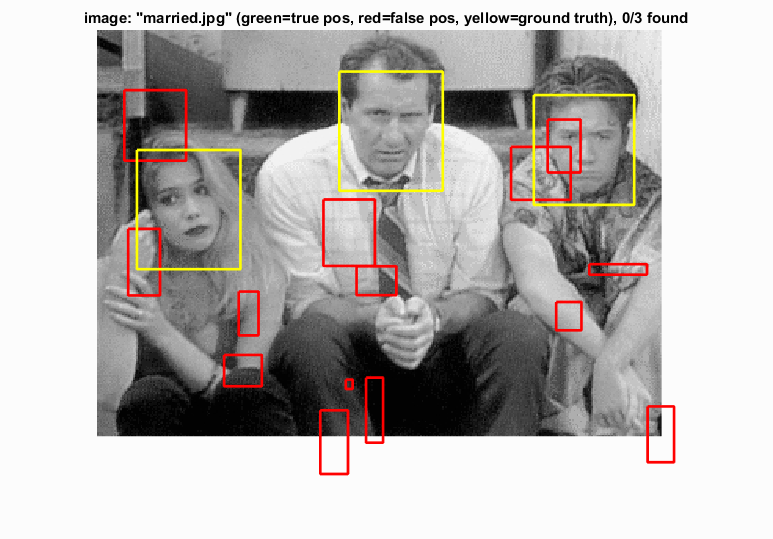 image: "married.jpg" (green=true pos, red=false pos, yellow=ground truth), 0/3 found